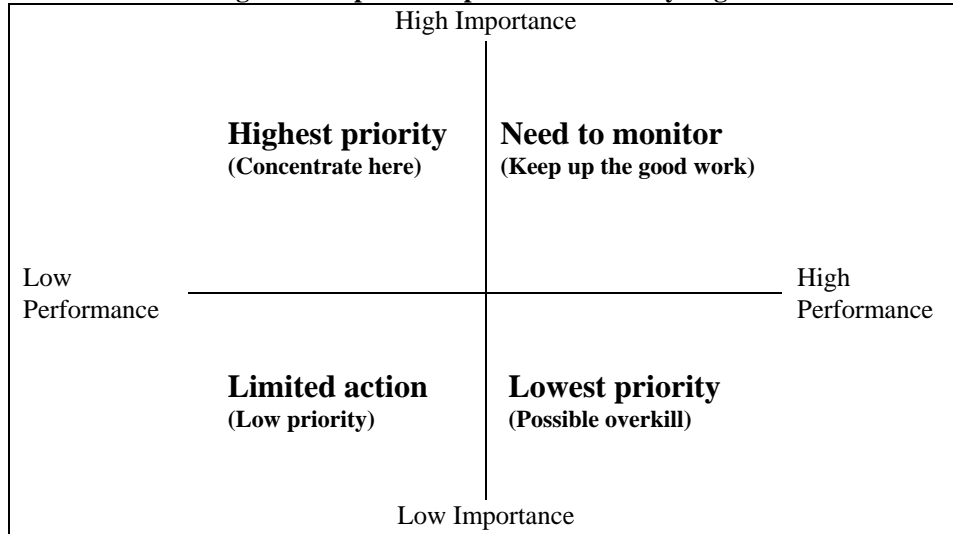 High Importance
Highest priority
(Concentrate here)
Need to monitor
(Keep up the good work)
Low
Performance
High
Performance
Limited action
(Low priority)
Lowest priority
(Possible overkill)
Low Importance